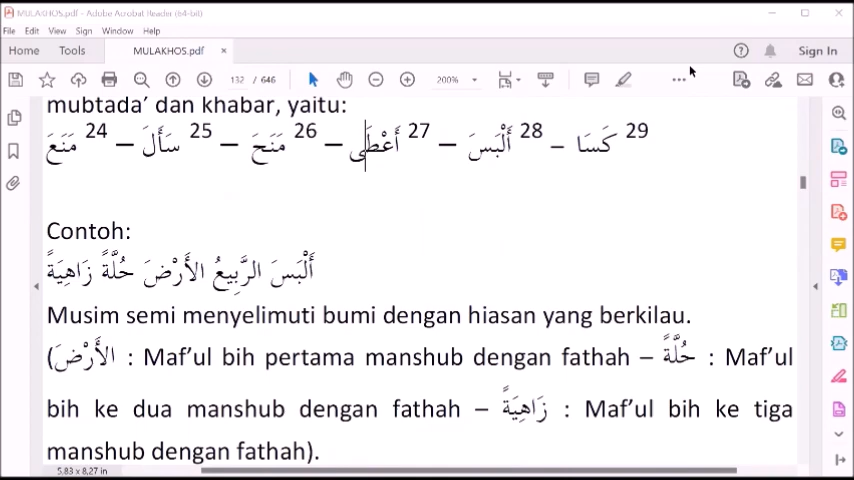 MULAKHOS.pdf - Adobe Acrobat Reader (64-bit)
File Edit View Sign Window Help
Home Tools MULAKHOS.pdf × Sign In
132 / 646 200%
mubtada’ dan khabar, yaitu:
كَسَا 29 – أَلْبَسَ 28 – أَعْطَى 27 – مَنَحَ 26 – سَأَلَ 25 – مَنَعَ 24
Contoh:
أَلْبَسَ الرَّبِيعُ الأَرْضَ حُلَّةً زَاهِيَةً
Musim semi menyelimuti bumi dengan hiasan yang berkilau.
(الأَرْضَ : Maf’ul bih pertama manshub dengan fathah – حُلَّةً : Maf’ul
bih ke dua manshub dengan fathah – زَاهِيَةً : Maf’ul bih ke tiga
manshub dengan fathah).
5,83 x 8,27 in